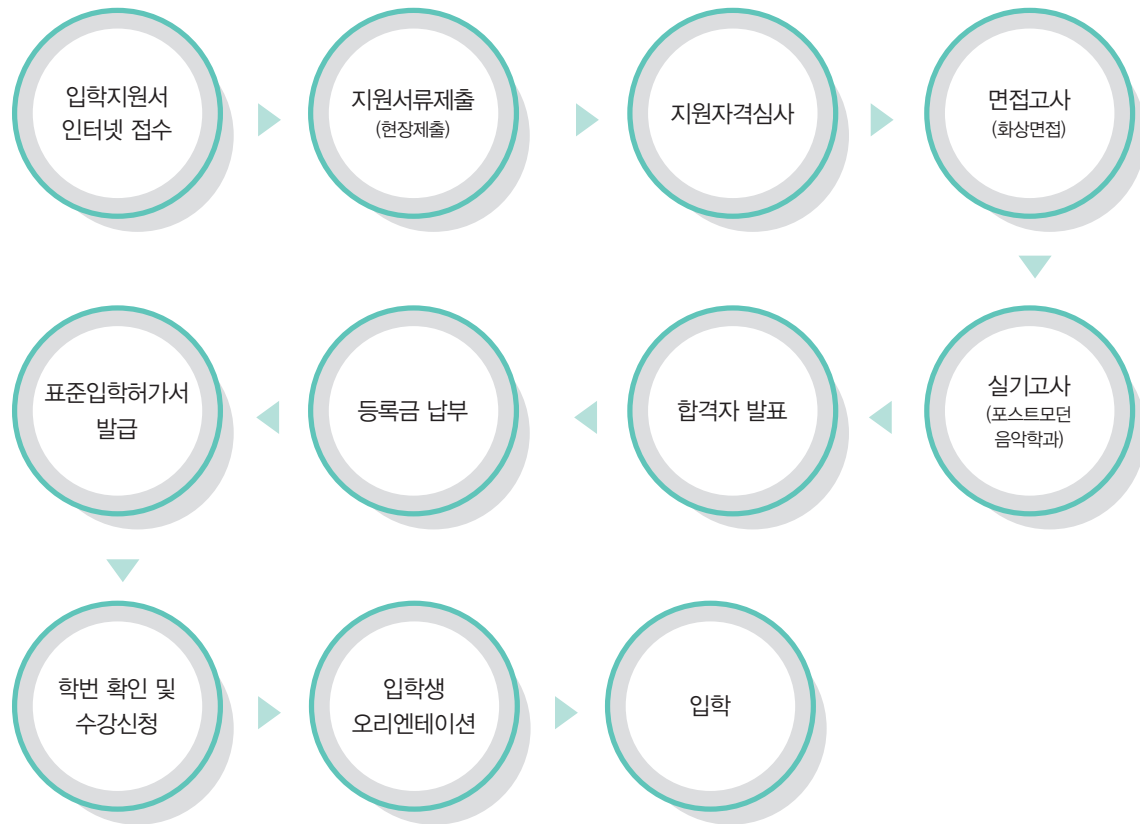 입학지원서
인터넷 접수
지원서류제출
(현장제출)
지원자격심사
면접고사
(화상면접)
실기고사
(포스트모던
음악학과)
합격자 발표
등록금 납부
표준입학허가서
발급
학번 확인 및
수강신청
입학생
오리엔테이션
입학